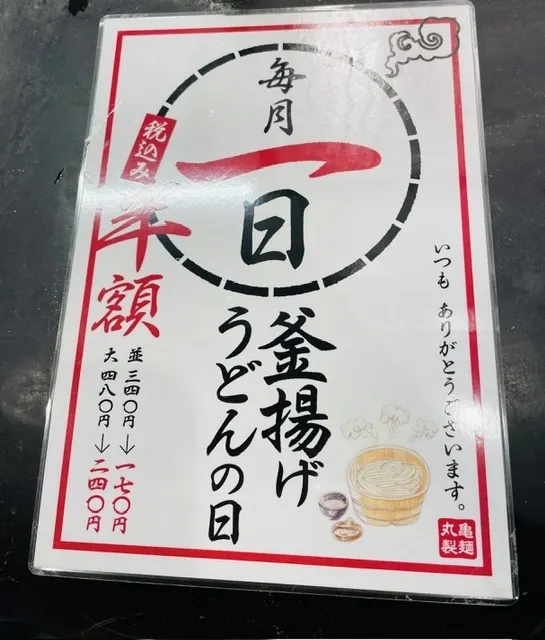 毎月
一日
釜揚げ
うどんの日
いつも ありがとうございます。
税込み
半額
並 三四〇円→一七〇円
大 四八〇円→二四〇円
丸亀
製麺